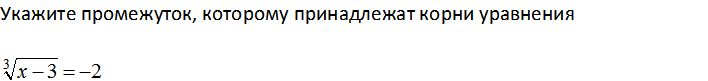 Укажите промежуток, которому принадлежат корни уравнения
∛(x − 3) = −2